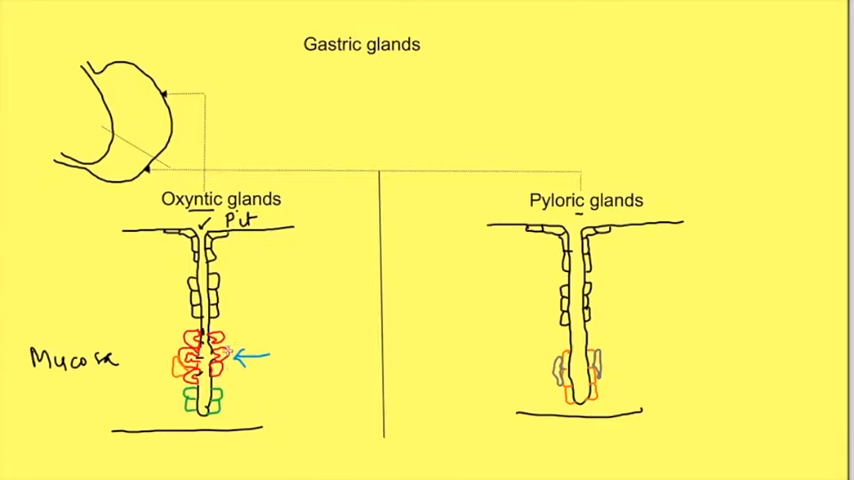 Gastric glands
Oxyntic glands
Pit
Pyloric glands
Mucosa